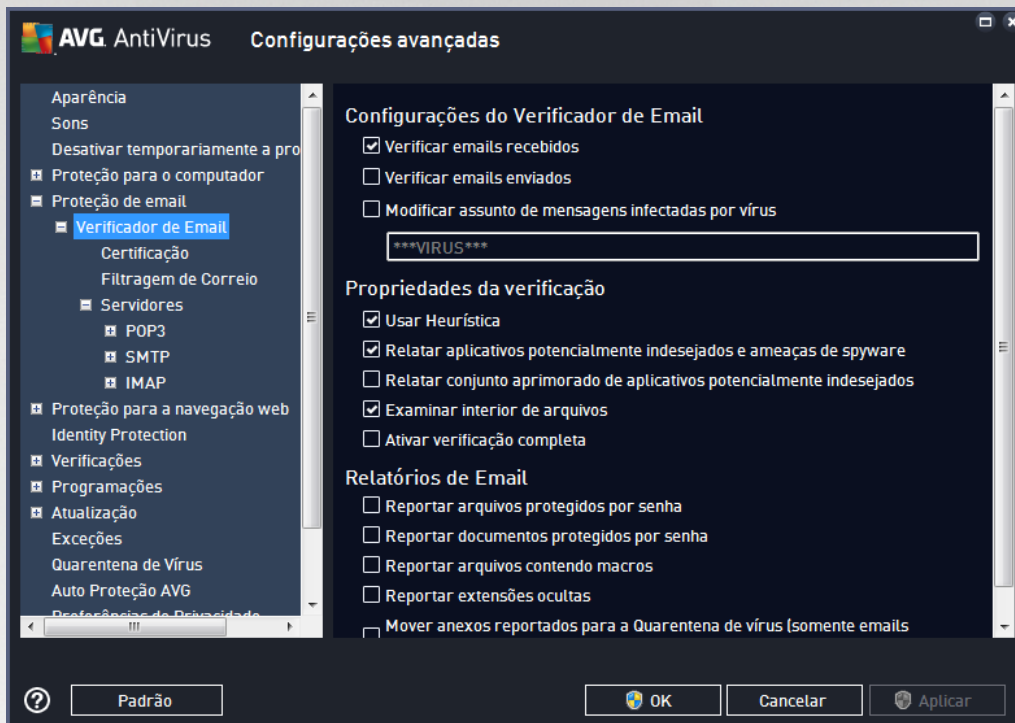 AVG. AntiVirus Configurações avançadas
Aparência
Sons
Desativar temporariamente a pro
Proteção para o computador
Proteção de email
Verificador de Email
Certificação
Filtragem de Correio
Servidores
POP3
SMTP
IMAP
Proteção para a navegação web
Identity Protection
Verificações
Programações
Atualização
Exceções
Quarentena de Vírus
Auto Proteção AVG
Preferências de Privacidade
Configurações do Verificador de Email
Verificar emails recebidos
Verificar emails enviados
Modificar assunto de mensagens infectadas por vírus
***VIRUS***
Propriedades da verificação
Usar Heurística
Relatar aplicativos potencialmente indesejados e ameaças de spyware
Relatar conjunto aprimorado de aplicativos potencialmente indesejados
Examinar interior de arquivos
Ativar verificação completa
Relatórios de Email
Reportar arquivos protegidos por senha
Reportar documentos protegidos por senha
Reportar arquivos contendo macros
Reportar extensões ocultas
Mover anexos reportados para a Quarentena de vírus (somente emails
Padrão
OK
Cancelar
Aplicar